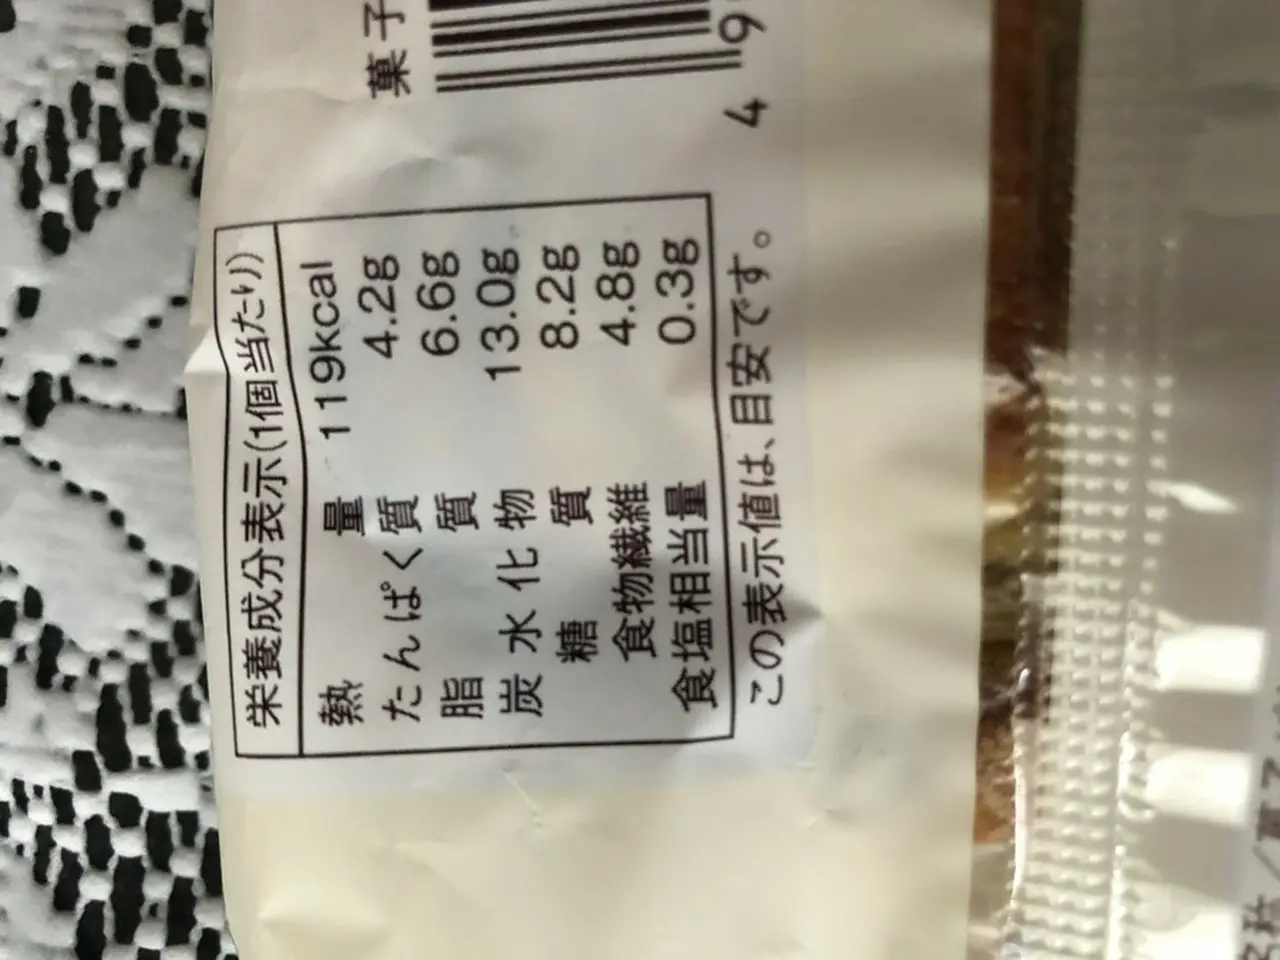 栄養成分表示(1個当たり)
熱量 119kcal
たんぱく質 4.2g
脂質 6.6g
炭水化物 13.0g
糖質 8.2g
食物繊維 4.8g
食塩相当量 0.3g
この表示値は、目安です。
菓子
4 9